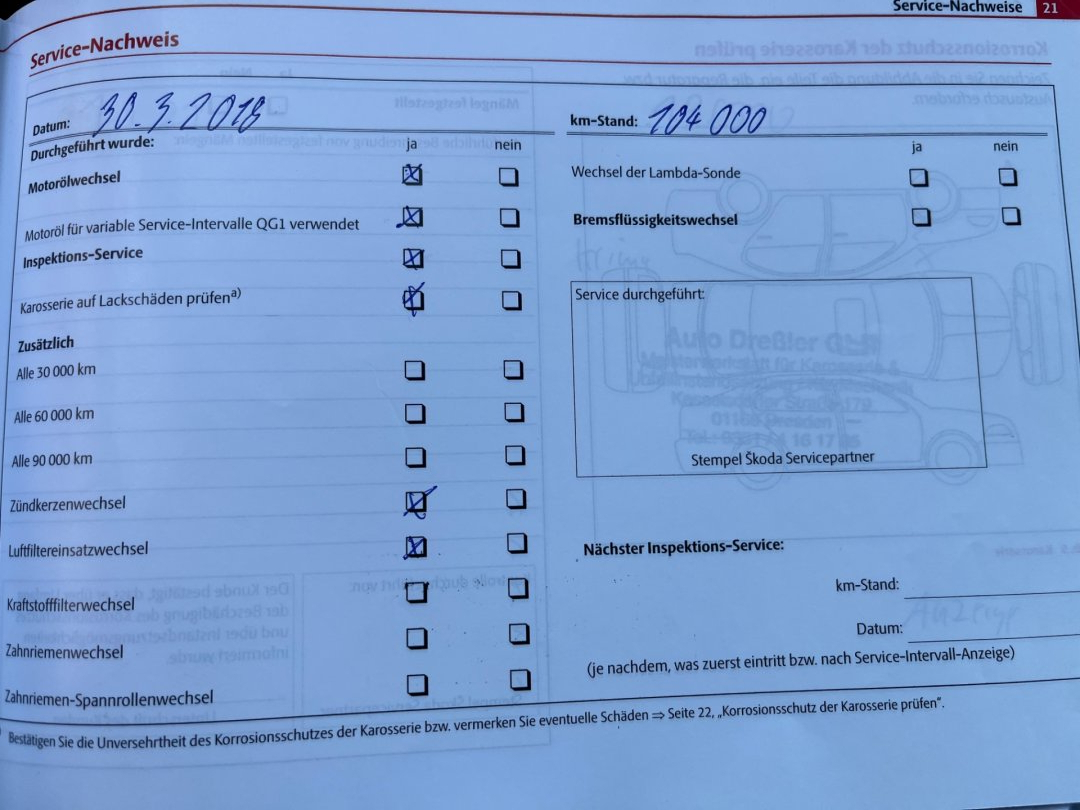 Service-Nachweise 21
Service-Nachweis
Datum: 30.3.2018
km-Stand: 104 000
Durchgeführt wurde: ja nein
Motorölwechsel
Motoröl für variable Service-Intervalle QG1 verwendet
Inspektions-Service
Karosserie auf Lackschäden prüfen a)
Zusätzlich
Alle 30 000 km
Alle 60 000 km
Alle 90 000 km
Zündkerzenwechsel
Luftfiltereinsatzwechsel
Kraftstofffilterwechsel
Zahnriemenwechsel
Zahnriemen-Spannrollenwechsel
ja nein
Wechsel der Lambda-Sonde
Bremsflüssigkeitswechsel
Service durchgeführt:
Auto Dreßler
Stempel Škoda Servicepartner
Nächster Inspektions-Service:
km-Stand:
Datum:
(je nachdem, was zuerst eintritt bzw. nach Service-Intervall-Anzeige)
Bestätigen Sie die Unversehrtheit des Korrosionsschutzes der Karosserie bzw. vermerken Sie eventuelle Schäden ⇒ Seite 22, „Korrosionsschutz der Karosserie prüfen“.